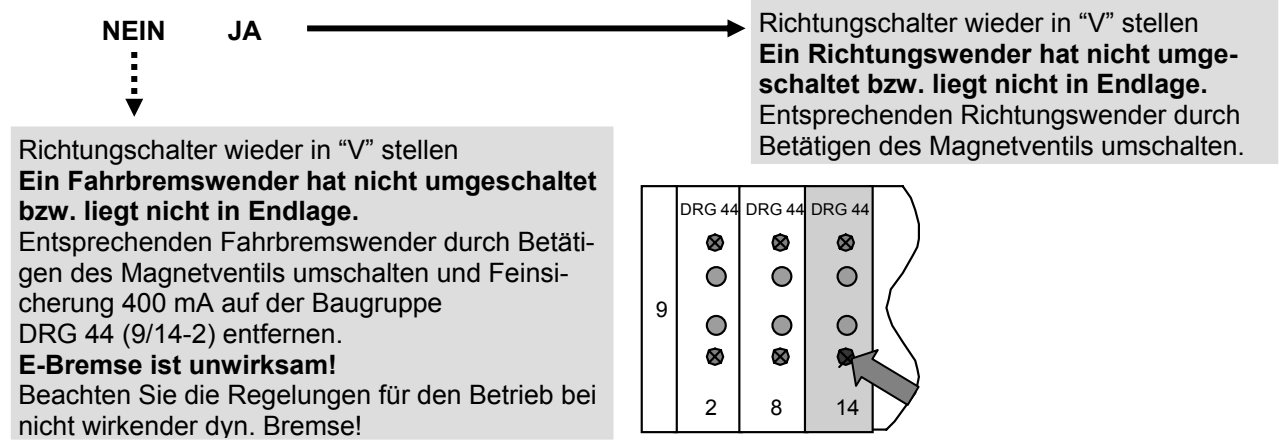 NEIN JA
Richtungschalter wieder in “V” stellen
Ein Richtungswender hat nicht umge-
schaltet bzw. liegt nicht in Endlage.
Entsprechenden Richtungswender durch
Betätigen des Magnetventils umschalten.
Richtungschalter wieder in “V” stellen
Ein Fahrbremswender hat nicht umgeschaltet
bzw. liegt nicht in Endlage.
Entsprechenden Fahrbremswender durch Betäti-
gen des Magnetventils umschalten und Feinsi-
cherung 400 mA auf der Baugruppe
DRG 44 (9/14-2) entfernen.
E-Bremse ist unwirksam!
Beachten Sie die Regelungen für den Betrieb bei
nicht wirkender dyn. Bremse!
DRG 44 DRG 44 DRG 44
9
2 8 14